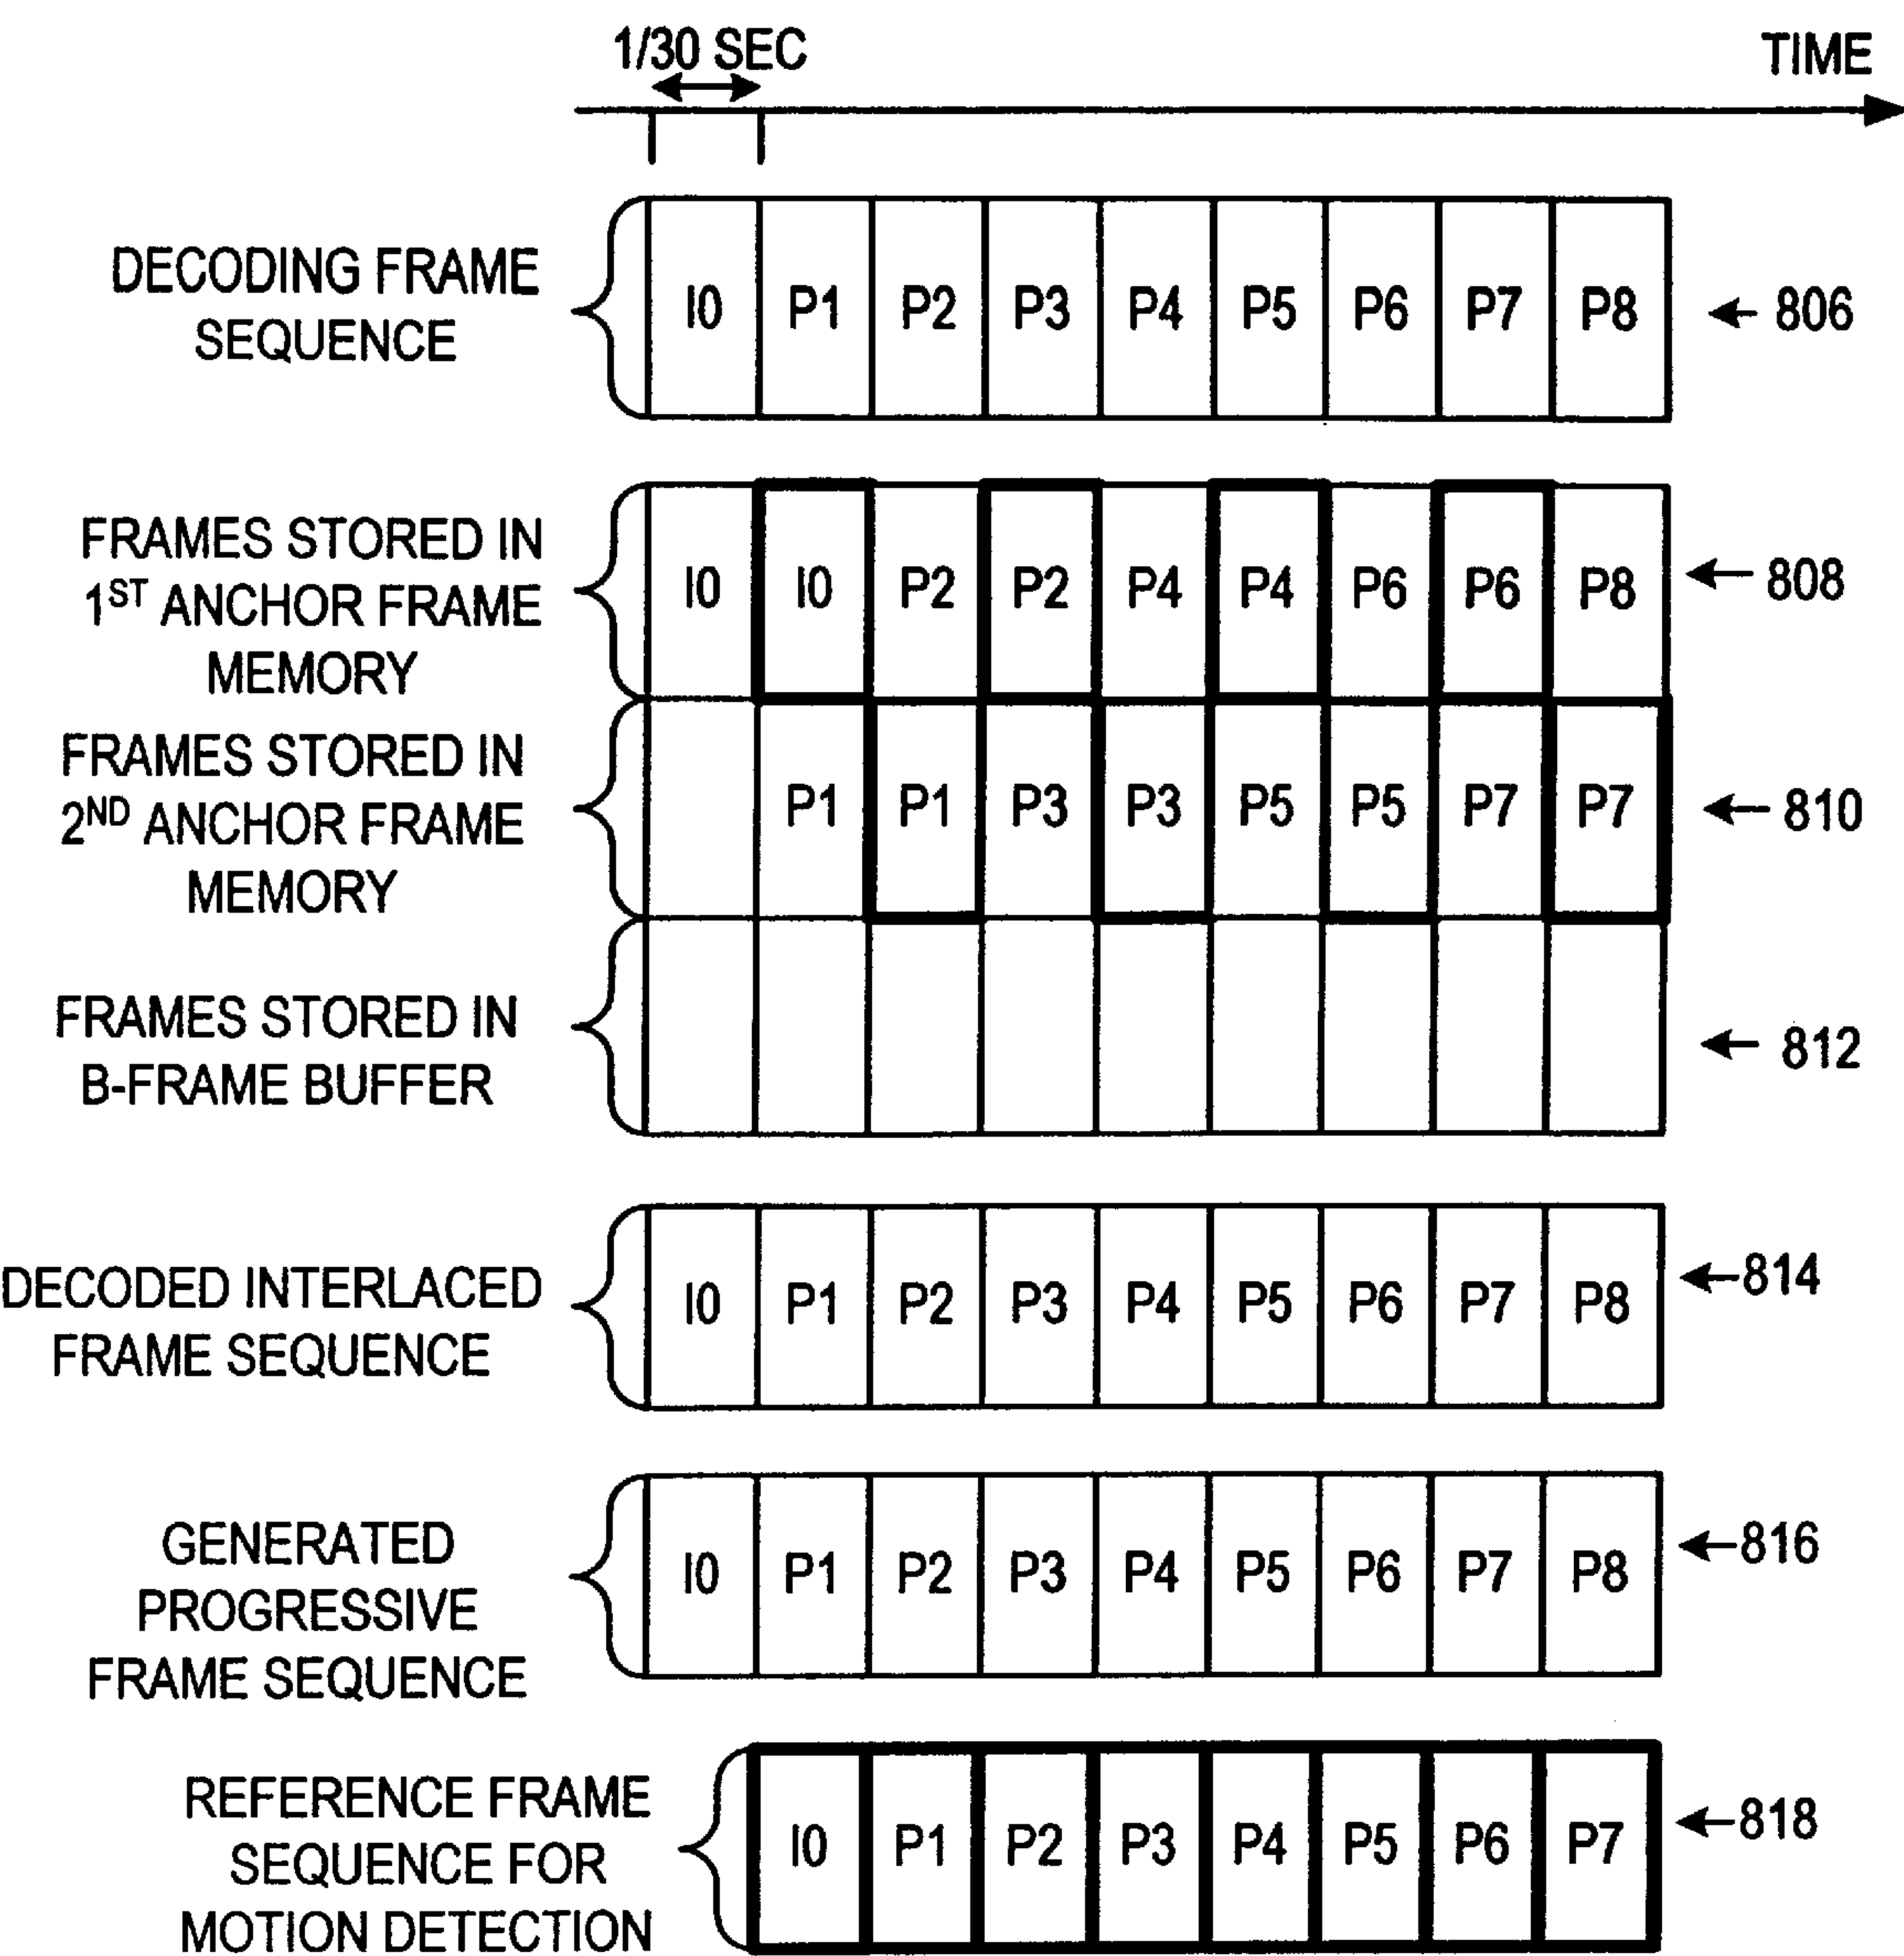 1/30 SEC
TIME
DECODING FRAME
SEQUENCE
I0 P1 P2 P3 P4 P5 P6 P7 P8
806
FRAMES STORED IN
1ST ANCHOR FRAME
MEMORY
I0 I0 P2 P2 P4 P4 P6 P6 P8
808
FRAMES STORED IN
2ND ANCHOR FRAME
MEMORY
P1 P1 P3 P3 P5 P5 P7 P7
810
FRAMES STORED IN
B-FRAME BUFFER
812
DECODED INTERLACED
FRAME SEQUENCE
I0 P1 P2 P3 P4 P5 P6 P7 P8
814
GENERATED
PROGRESSIVE
FRAME SEQUENCE
I0 P1 P2 P3 P4 P5 P6 P7 P8
816
REFERENCE FRAME
SEQUENCE FOR
MOTION DETECTION
I0 P1 P2 P3 P4 P5 P6 P7
818